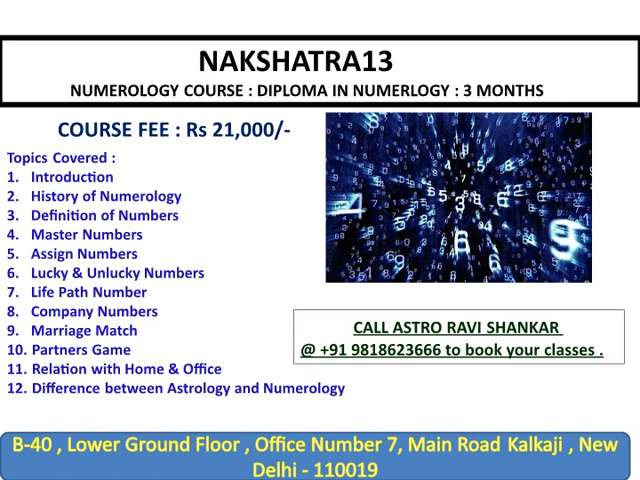 NAKSHATRA13
NUMEROLOGY COURSE : DIPLOMA IN NUMERLOGY : 3 MONTHS
COURSE FEE : Rs 21,000/-
Topics Covered :
1. Introduction
2. History of Numerology
3. Definition of Numbers
4. Master Numbers
5. Assign Numbers
6. Lucky & Unlucky Numbers
7. Life Path Number
8. Company Numbers
9. Marriage Match
10. Partners Game
11. Relation with Home & Office
12. Difference between Astrology and Numerology
CALL ASTRO RAVI SHANKAR
@ +91 9818623666 to book your classes .
B-40 , Lower Ground Floor , Office Number 7, Main Road Kalkaji , New
Delhi - 110019